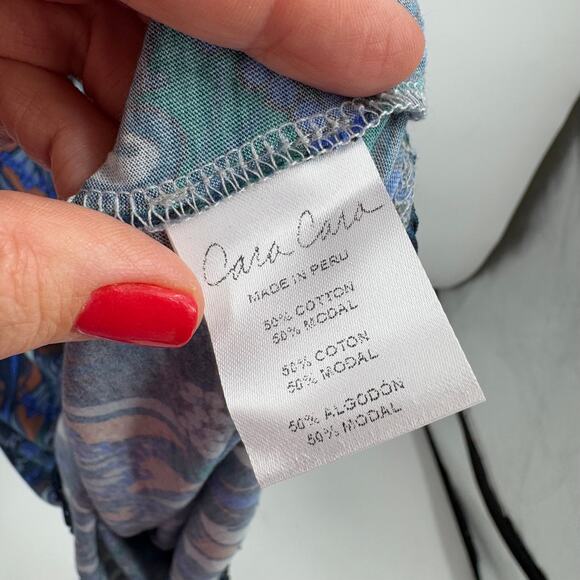 Cara Cara
MADE IN PERU
50% COTTON
50% MODAL
50% COTON
50% MODAL
50% ALGODÓN
50% MODAL